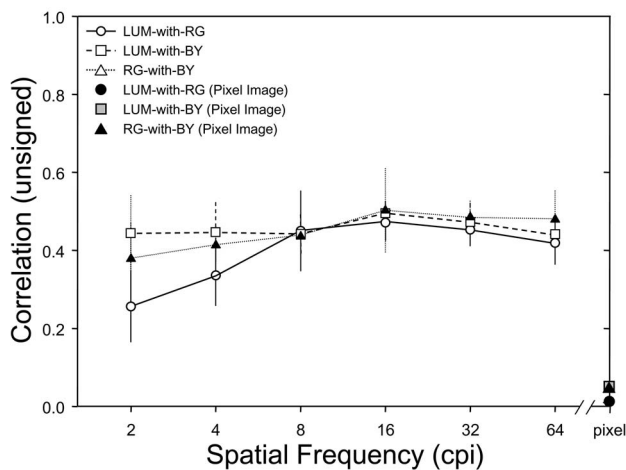 1.0
0.8
0.6
0.4
0.2
0.0
Correlation (unsigned)
LUM-with-RG
LUM-with-BY
RG-with-BY
LUM-with-RG (Pixel Image)
LUM-with-BY (Pixel Image)
RG-with-BY (Pixel Image)
2 4 8 16 32 64 pixel
Spatial Frequency (cpi)